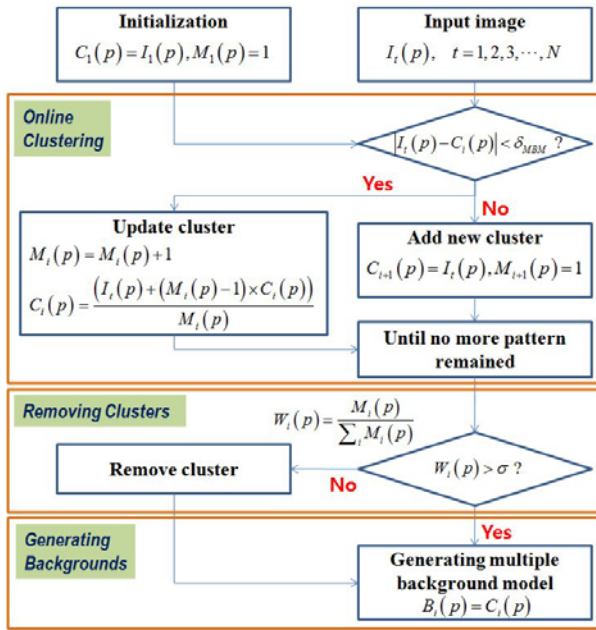 Initialization
C₁(p)=I₁(p),M₁(p)=1
Input image
Iₜ(p), t=1,2,3,⋯,N
Online
Clustering
|Iₜ(p)−Cᵢ(p)|<δ_MBM ?
Yes
No
Update cluster
Mᵢ(p)=Mᵢ(p)+1
Cᵢ(p)=(Iₜ(p)+(Mᵢ(p)−1)×Cᵢ(p))/Mᵢ(p)
Add new cluster
Cᵢ₊₁(p)=Iₜ(p),Mᵢ₊₁(p)=1
Until no more pattern
remained
Removing Clusters
Wᵢ(p)=Mᵢ(p)/∑ᵢMᵢ(p)
Wᵢ(p)>σ ?
No
Remove cluster
Yes
Generating
Backgrounds
Generating multiple
background model
Bᵢ(p)=Cᵢ(p)